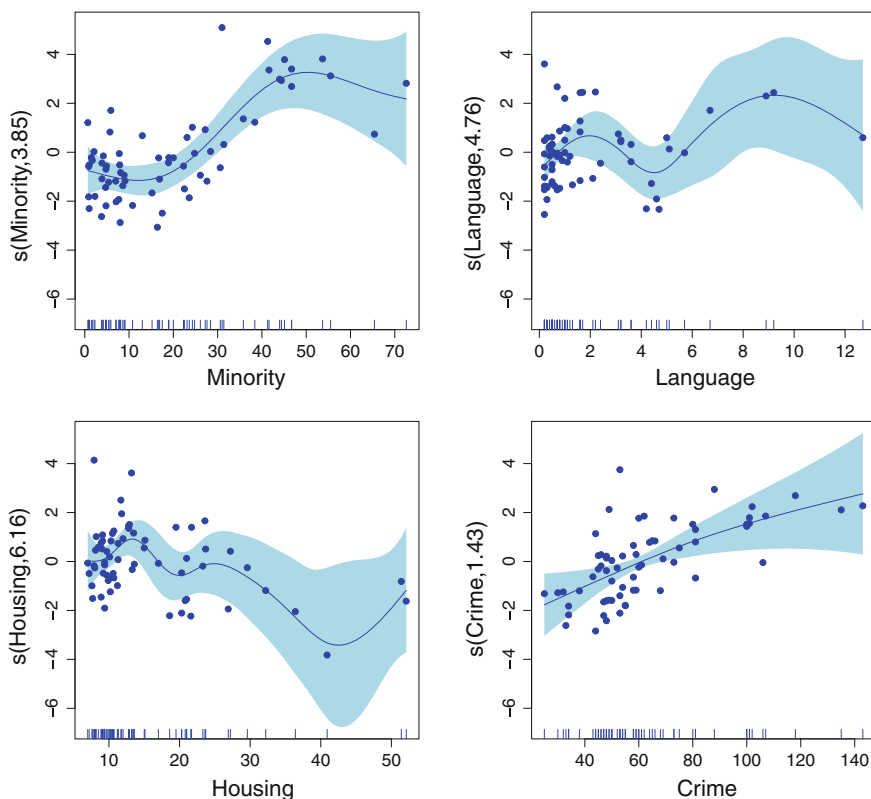 s(Minority,3.85)
4
2
0
-2
-4
-6
0 10 20 30 40 50 60 70
Minority
s(Language,4.76)
4
2
0
-2
-4
-6
0 2 4 6 8 10 12
Language
s(Housing,6.16)
4
2
0
-2
-4
-6
10 20 30 40 50
Housing
s(Crime,1.43)
4
2
0
-2
-4
-6
40 60 80 100 120 140
Crime